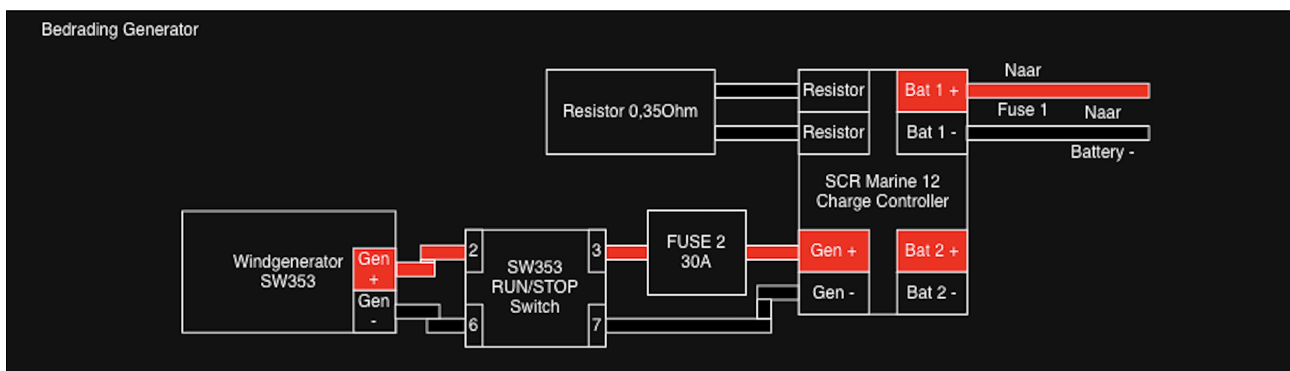 Bedrading Generator
Resistor 0,35Ohm
Resistor
Resistor
Bat 1 +
Bat 1 -
Naar
Fuse 1
Naar
Battery -
SCR Marine 12
Charge Controller
Windgenerator
SW353
Gen
+
Gen
-
2
6
SW353
RUN/STOP
Switch
3
7
FUSE 2
30A
Gen +
Gen -
Bat 2 +
Bat 2 -